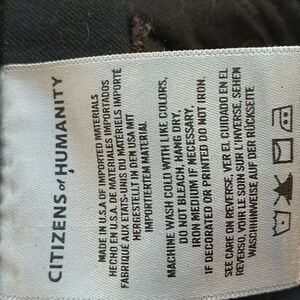 CITIZENS of HUMANITY
MADE IN U.S.A OF IMPORTED MATERIALS
HECHO EN U.S.A DE MATERIALES IMPORTADOS
FABRIQUE AUX ETATS-UNIS DU MATERIELS IMPORTÉ
HERGESTELLT IN DEN USA MIT
IMPORTIERTEM MATERIAL
MACHINE WASH COLD WITH LIKE COLORS,
DO NOT BLEACH, HANG DRY,
IRON MEDIUM IF NECESSARY,
IF DECORATED OR PRINTED DO NOT IRON.
SEE CARE ON REVERSE, VER EL CUIDADO EN EL
REVERSO, VOIR LE SOIN SUR L'INVERSE, SEHEN
WASCHHINWEISE AUF DER RÜCKSEITE